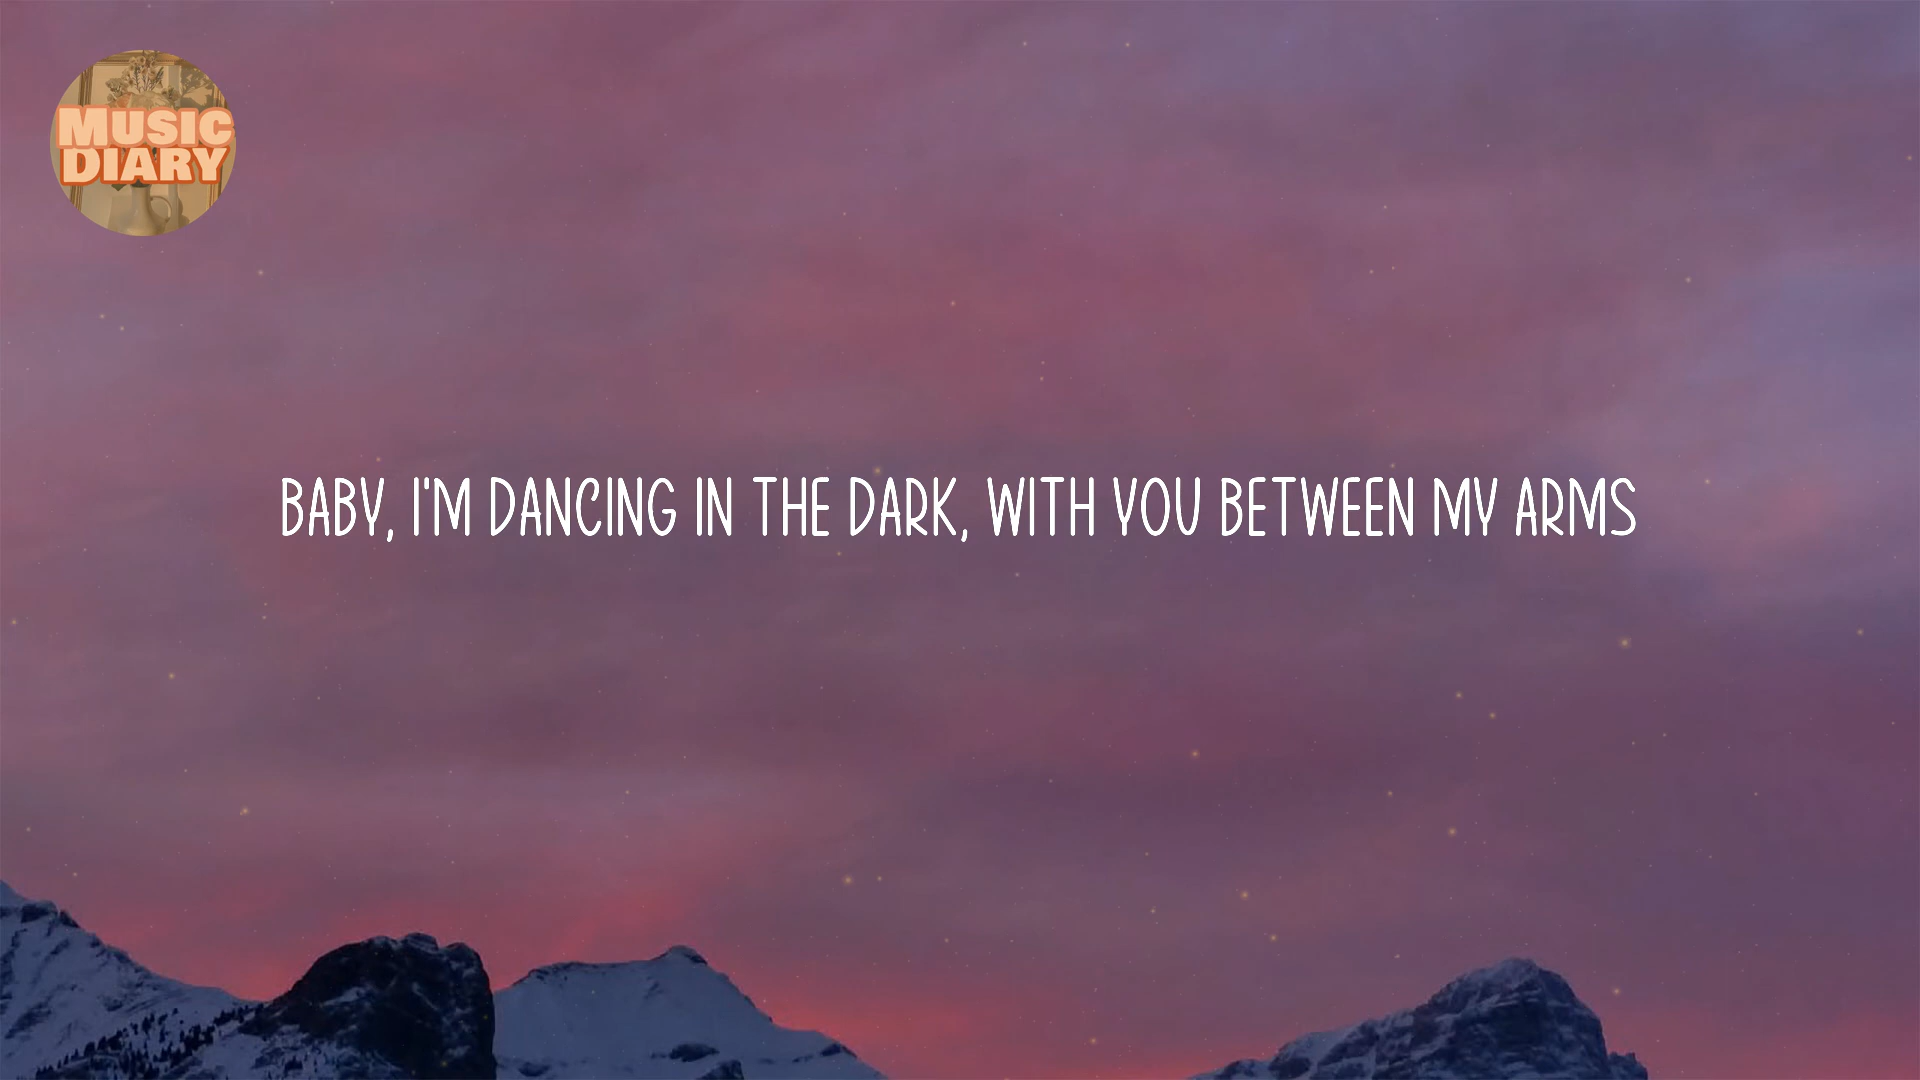 MUSIC
DIARY
BABY, I'M DANCING IN THE DARK, WITH YOU BETWEEN MY ARMS